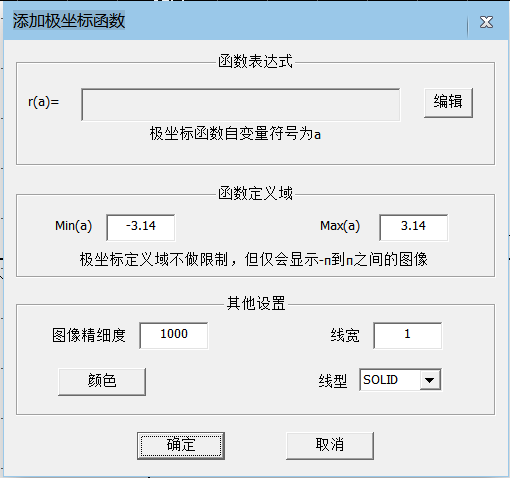 添加极坐标函数
函数表达式
r(a)=
编辑
极坐标函数自变量符号为a
函数定义域
Min(a) -3.14 Max(a) 3.14
极坐标定义域不做限制，但仅会显示-π到π之间的图像
其他设置
图像精细度 1000 线宽 1
颜色 线型 SOLID
确定 取消